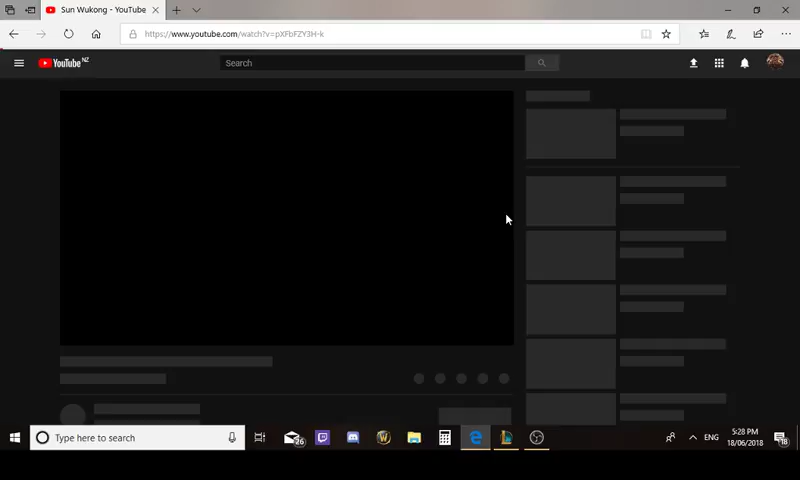 Sun Wukong - YouTube
https://www.youtube.com/watch?v=pXFbFZY3H-k
YouTube NZ
Search
Type here to search
26
W
ENG
5:28 PM
18/06/2018
18